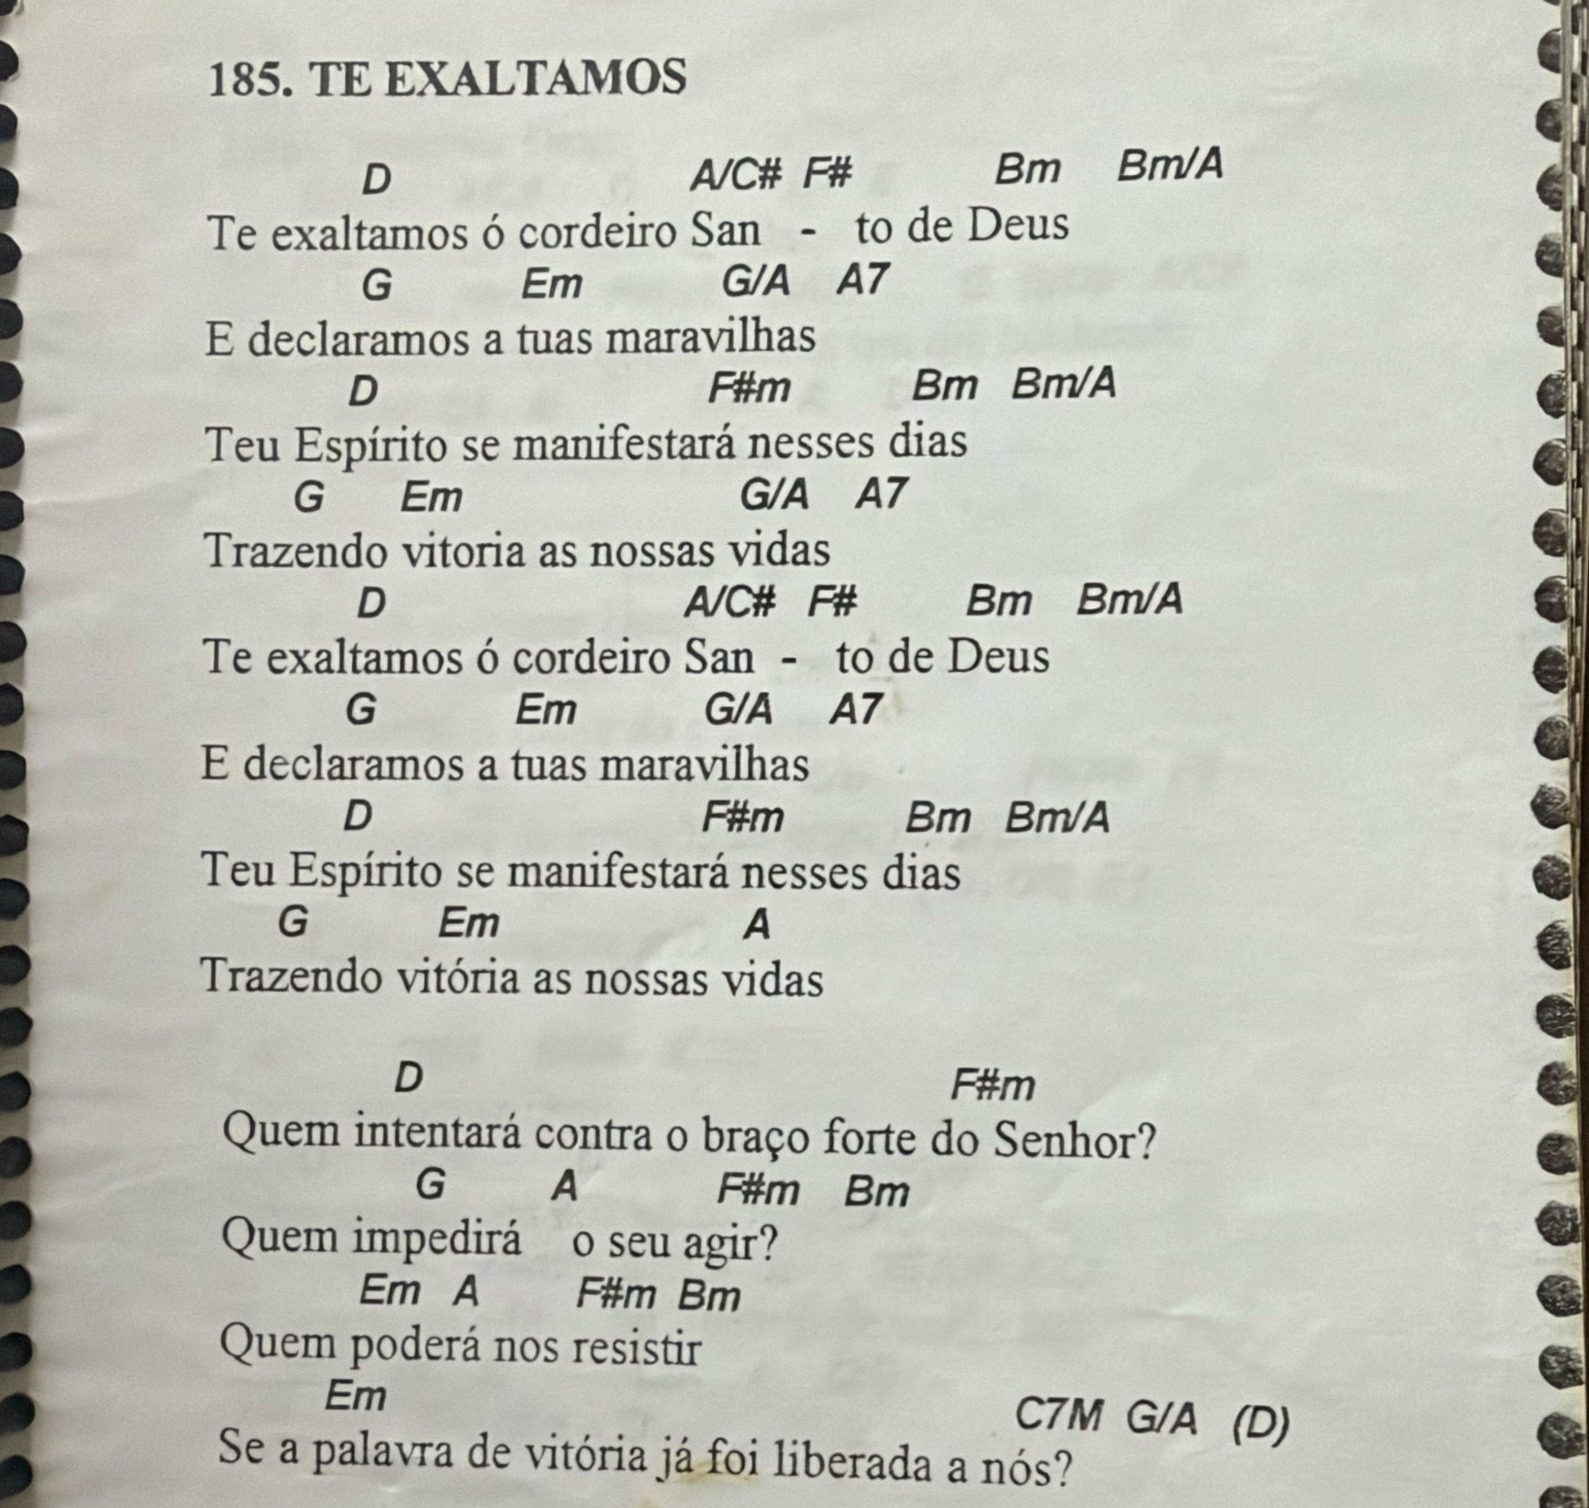 185. TE EXALTAMOS
D A/C# F# Bm Bm/A
Te exaltamos ó cordeiro San - to de Deus
G Em G/A A7
E declaramos a tuas maravilhas
D F#m Bm Bm/A
Teu Espírito se manifestará nesses dias
G Em G/A A7
Trazendo vitoria as nossas vidas
D A/C# F# Bm Bm/A
Te exaltamos ó cordeiro San - to de Deus
G Em G/A A7
E declaramos a tuas maravilhas
D F#m Bm Bm/A
Teu Espírito se manifestará nesses dias
G Em A
Trazendo vitória as nossas vidas
D F#m
Quem intentará contra o braço forte do Senhor?
G A F#m Bm
Quem impedirá o seu agir?
Em A F#m Bm
Quem poderá nos resistir
Em C7M G/A (D)
Se a palavra de vitória já foi liberada a nós?